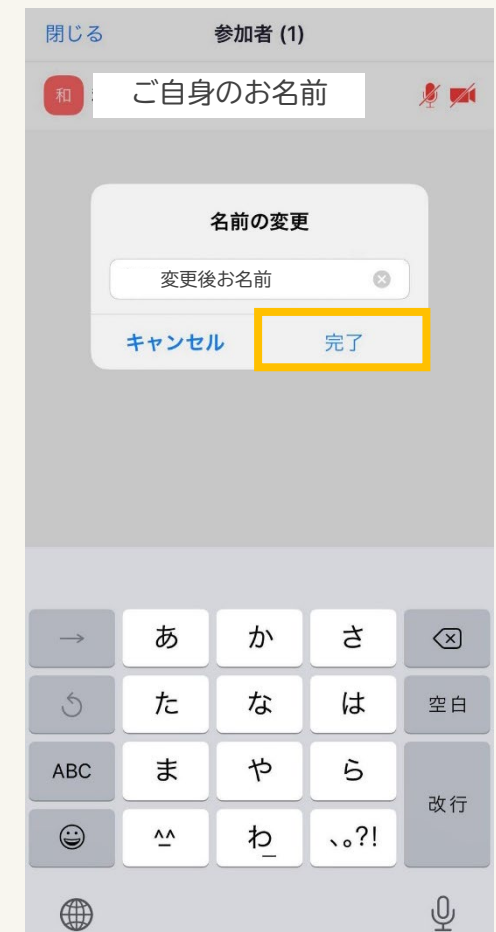 閉じる 参加者 (1)
和 ご自身のお名前
名前の変更
変更後お名前
キャンセル 完了
→ あ か さ
た な は 空白
ABC ま や ら 改行
^^ わ_ 、。?!